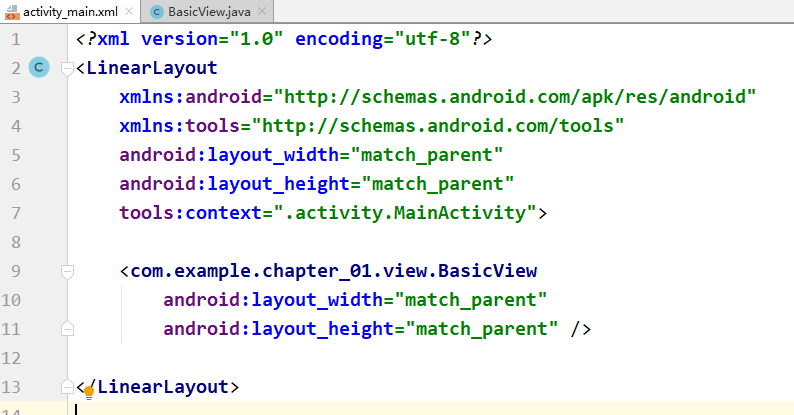 activity_main.xml BasicView.java
1 <?xml version="1.0" encoding="utf-8"?>
2 <LinearLayout
3 xmlns:android="http://schemas.android.com/apk/res/android"
4 xmlns:tools="http://schemas.android.com/tools"
5 android:layout_width="match_parent"
6 android:layout_height="match_parent"
7 tools:context=".activity.MainActivity">
8
9 <com.example.chapter_01.view.BasicView
10 android:layout_width="match_parent"
11 android:layout_height="match_parent" />
12
13 </LinearLayout>
14